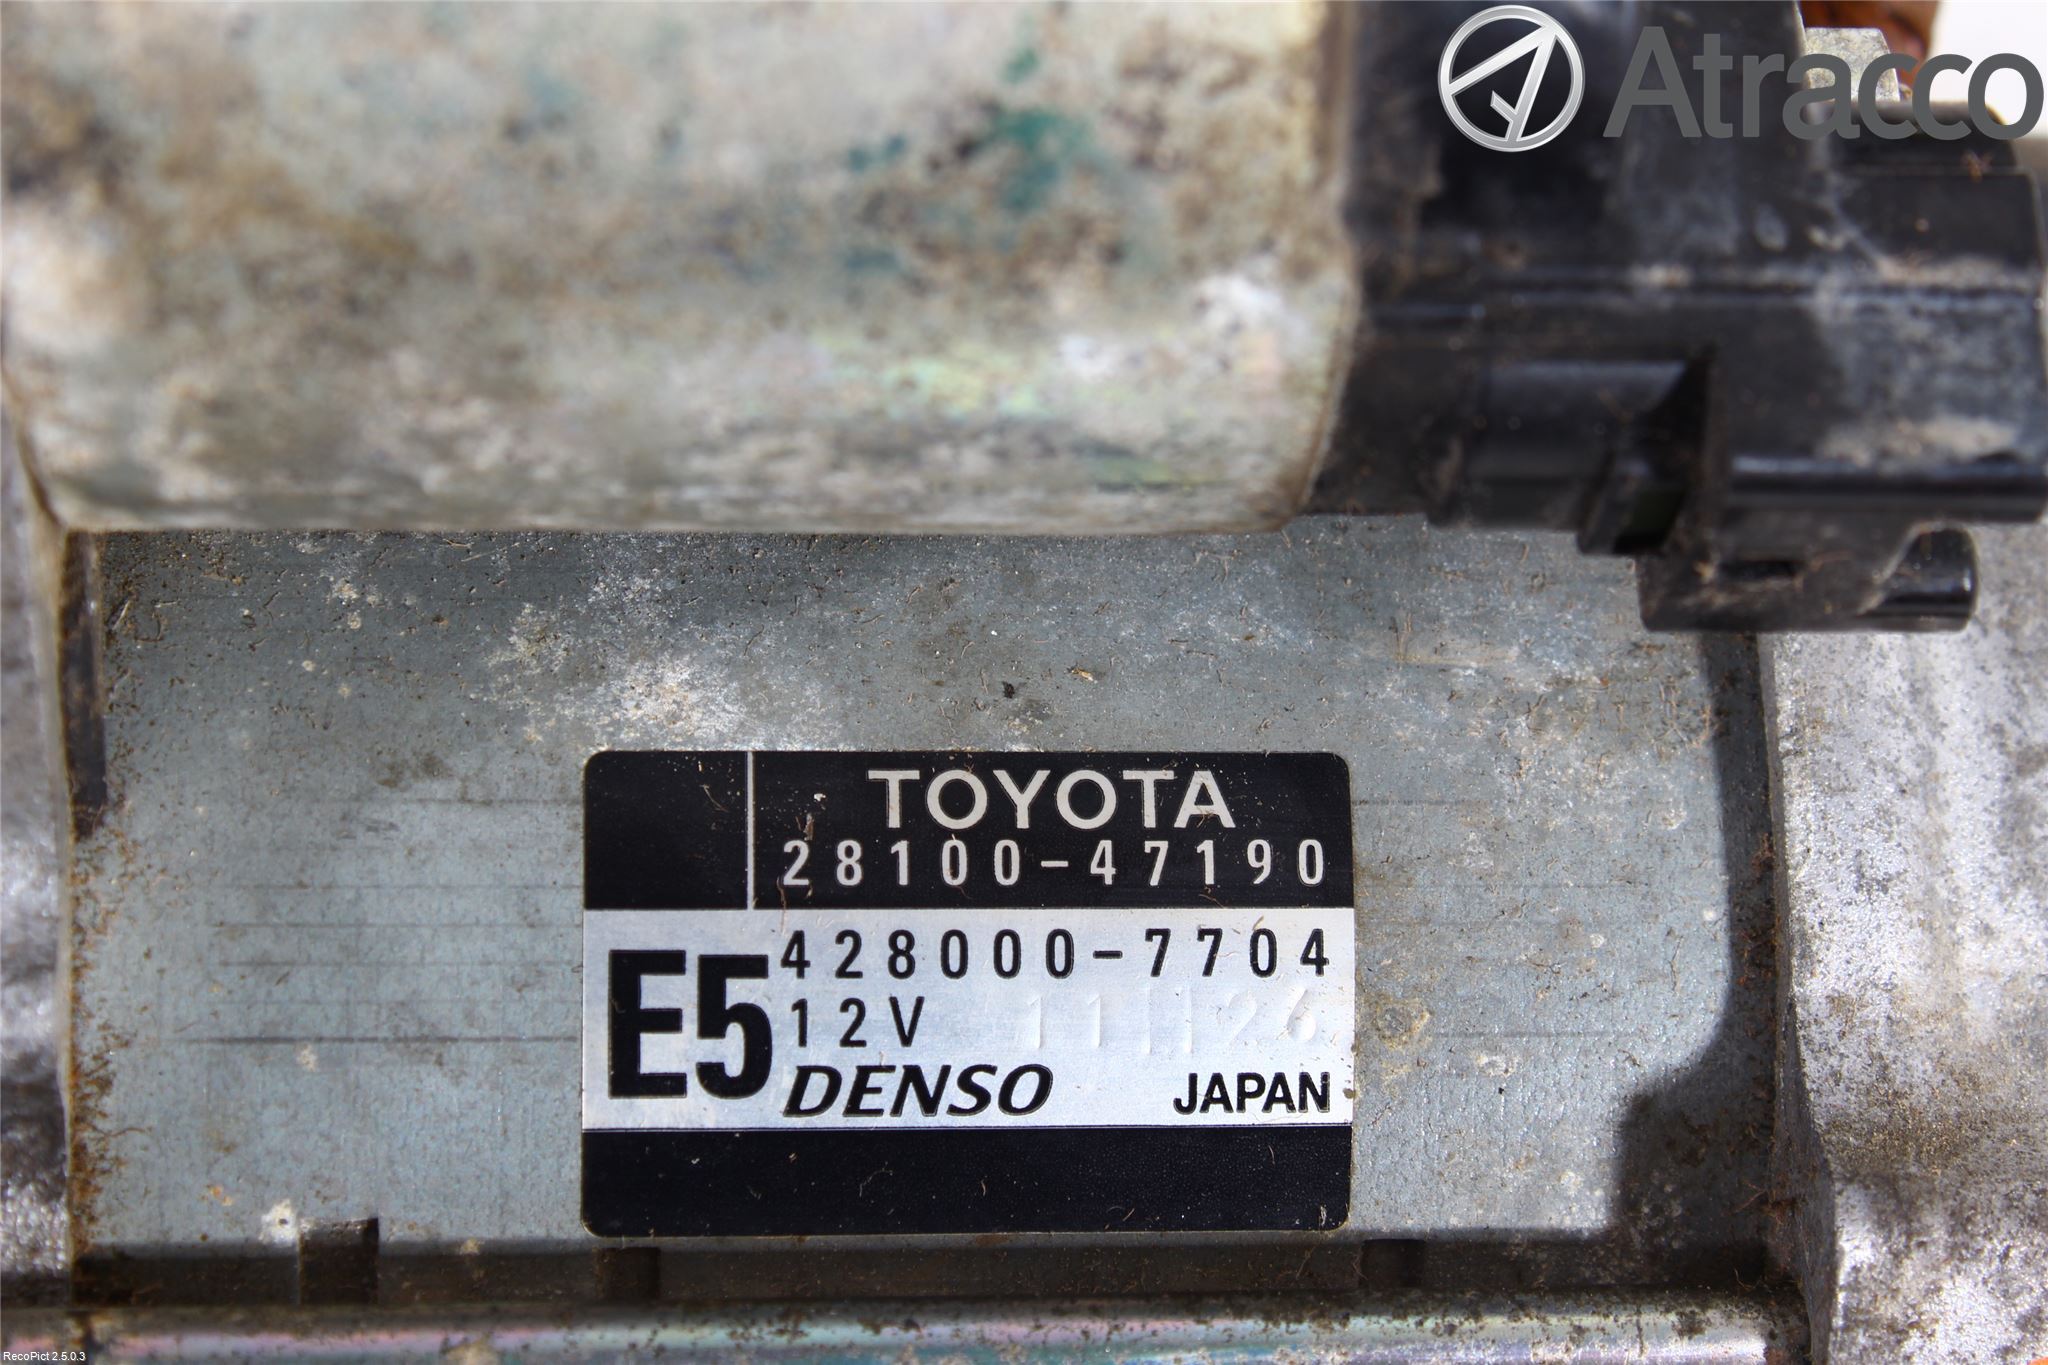 Atracco
TOYOTA
28100-47190
E5
428000-7704
12V
DENSO JAPAN
RecoPict 2.5.0.3